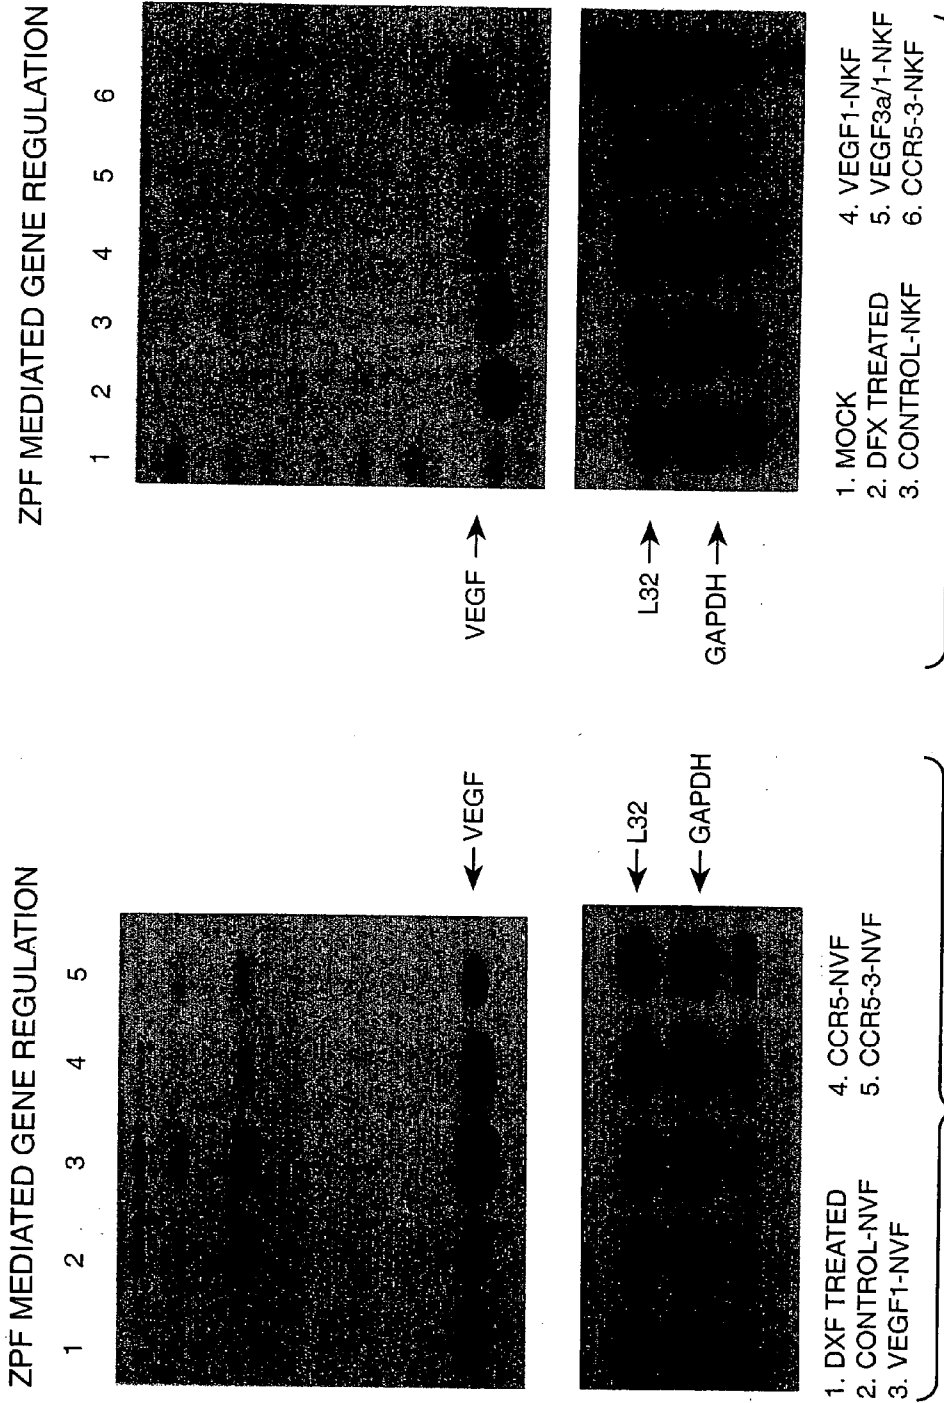 ZPF MEDIATED GENE REGULATION
1 2 3 4 5
← VEGF
← L32
← GAPDH
1. DXF TREATED
2. CONTROL-NVF
3. VEGF1-NVF
4. CCR5-NVF
5. CCR5-3-NVF
ZPF MEDIATED GENE REGULATION
1 2 3 4 5 6
VEGF →
L32 →
GAPDH →
1. MOCK
2. DFX TREATED
3. CONTROL-NKF
4. VEGF1-NKF
5. VEGF3a/1-NKF
6. CCR5-3-NKF